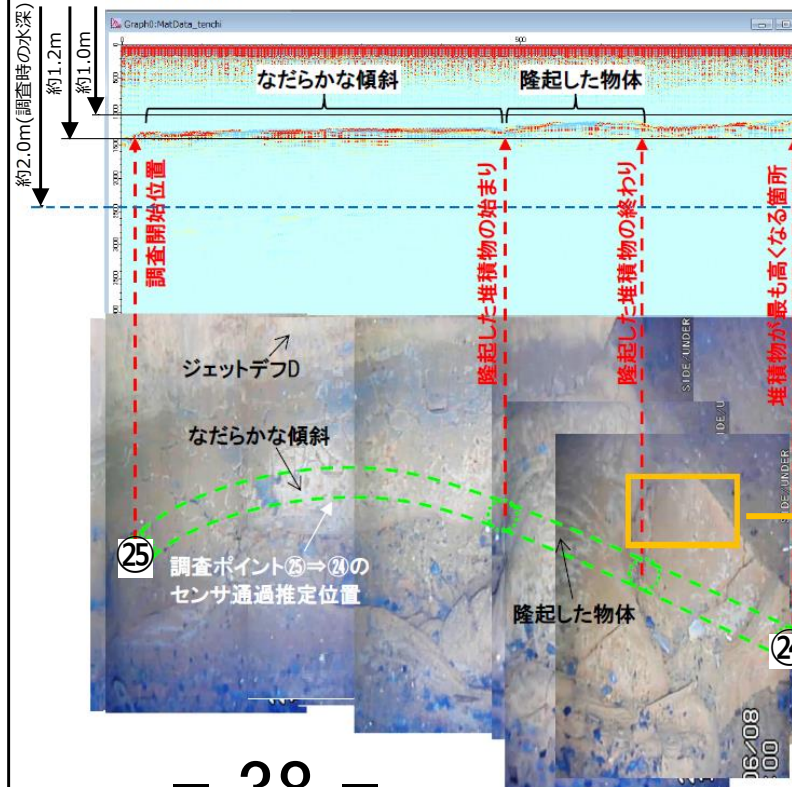 Graph0:MatData_tenchi
約2.0m(調査時の水深)
約1.2m
約1.0m
0
500
なだらかな傾斜
隆起した物体
調査開始位置
隆起した堆積物の始まり
隆起した堆積物の終わり
堆積物が最も高くなる箇所
ジェットデフD
なだらかな傾斜
㉕
調査ポイント㉕⇒㉔の
センサ通過推定位置
隆起した物体
㉔
SIDE/UNDER
SIDE/UNDER
06/08
:00
- 38 -